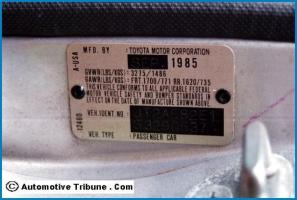 A-USA
MFD. BY : TOYOTA MOTOR CORPORATION
1985
GVWR(LBS/KGS): 3275/1486
GAWR(LBS/KGS): FRT.1700/771 RR.1620/735
THIS VEHICLE CONFORMS TO ALL APPLICABLE FEDERAL
MOTOR VEHICLE SAFETY AND BUMPER STANDARDS IN
EFFECT ON THE DATE OF MANUFACTURE SHOWN ABOVE.
12460
VEH.IDENT.NO. :
VEH.TYPE : PASSENGER CAR
© Automotive Tribune . Com